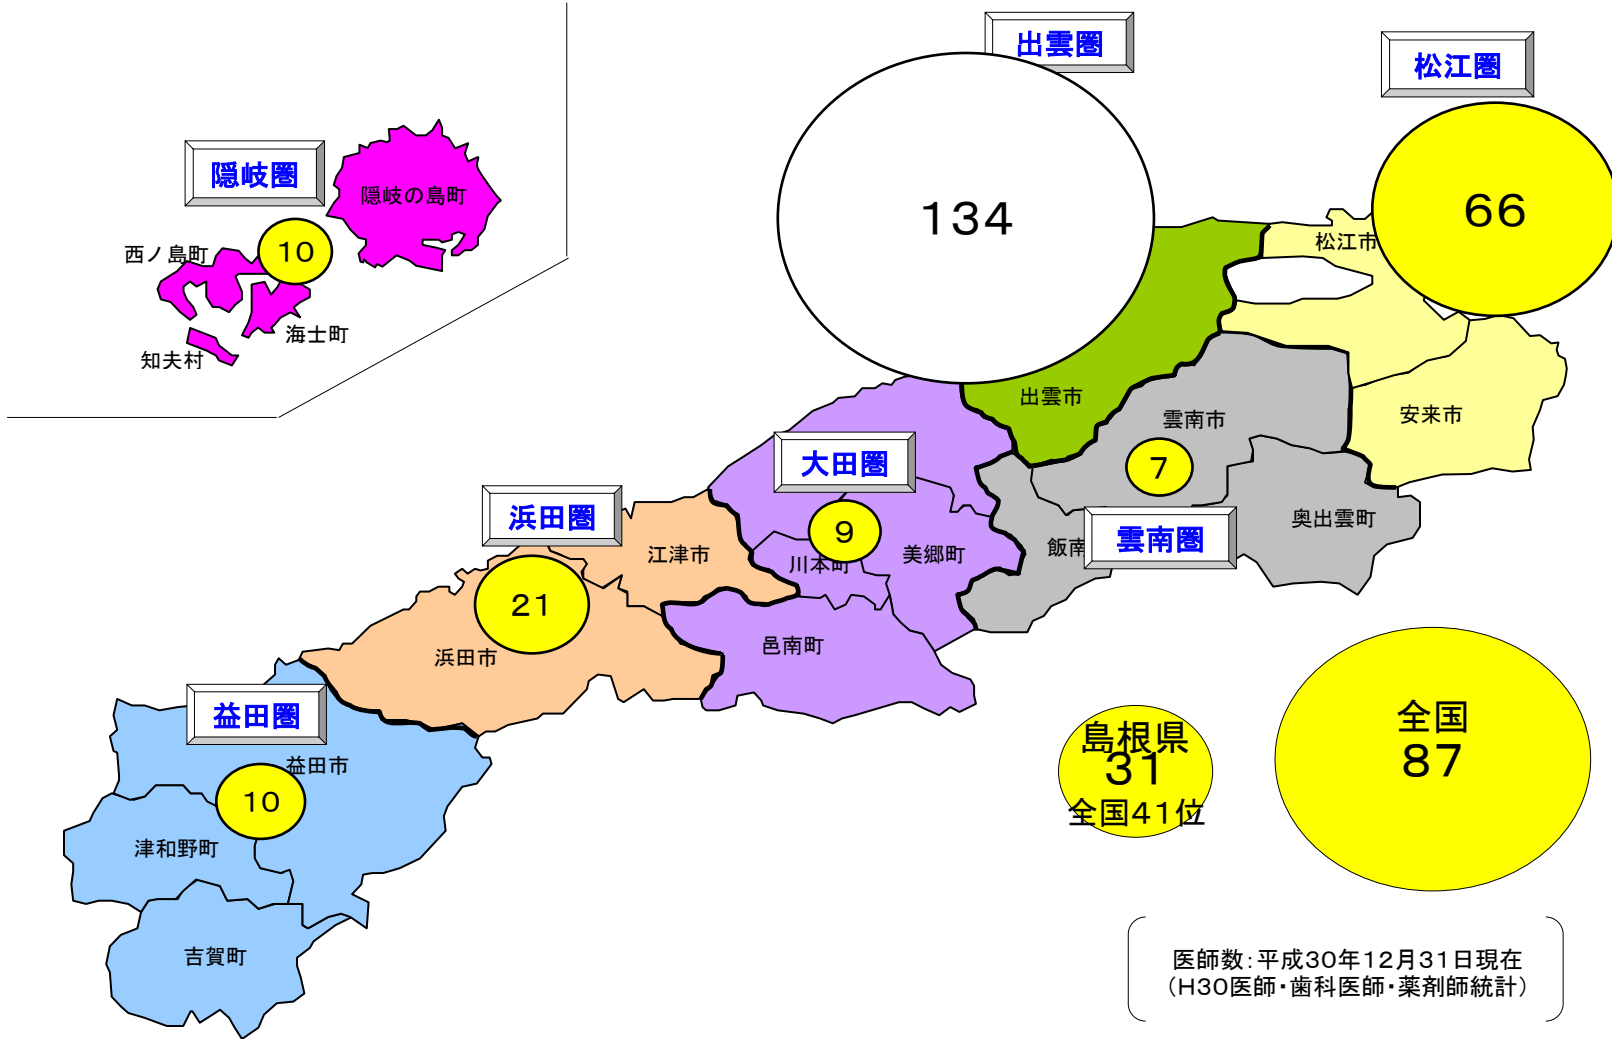 出雲圏
松江圏
134
66
隠岐圏
隠岐の島町
10
西ノ島町
海士町
知夫村
松江市
出雲市
雲南市
安来市
7
大田圏
9
浜田圏
江津市
川本町
美郷町
飯南
雲南圏
奥出雲町
21
浜田市
邑南町
益田圏
益田市
10
津和野町
吉賀町
島根県
31
全国41位
全国
87
医師数:平成30年12月31日現在
(H30医師・歯科医師・薬剤師統計)